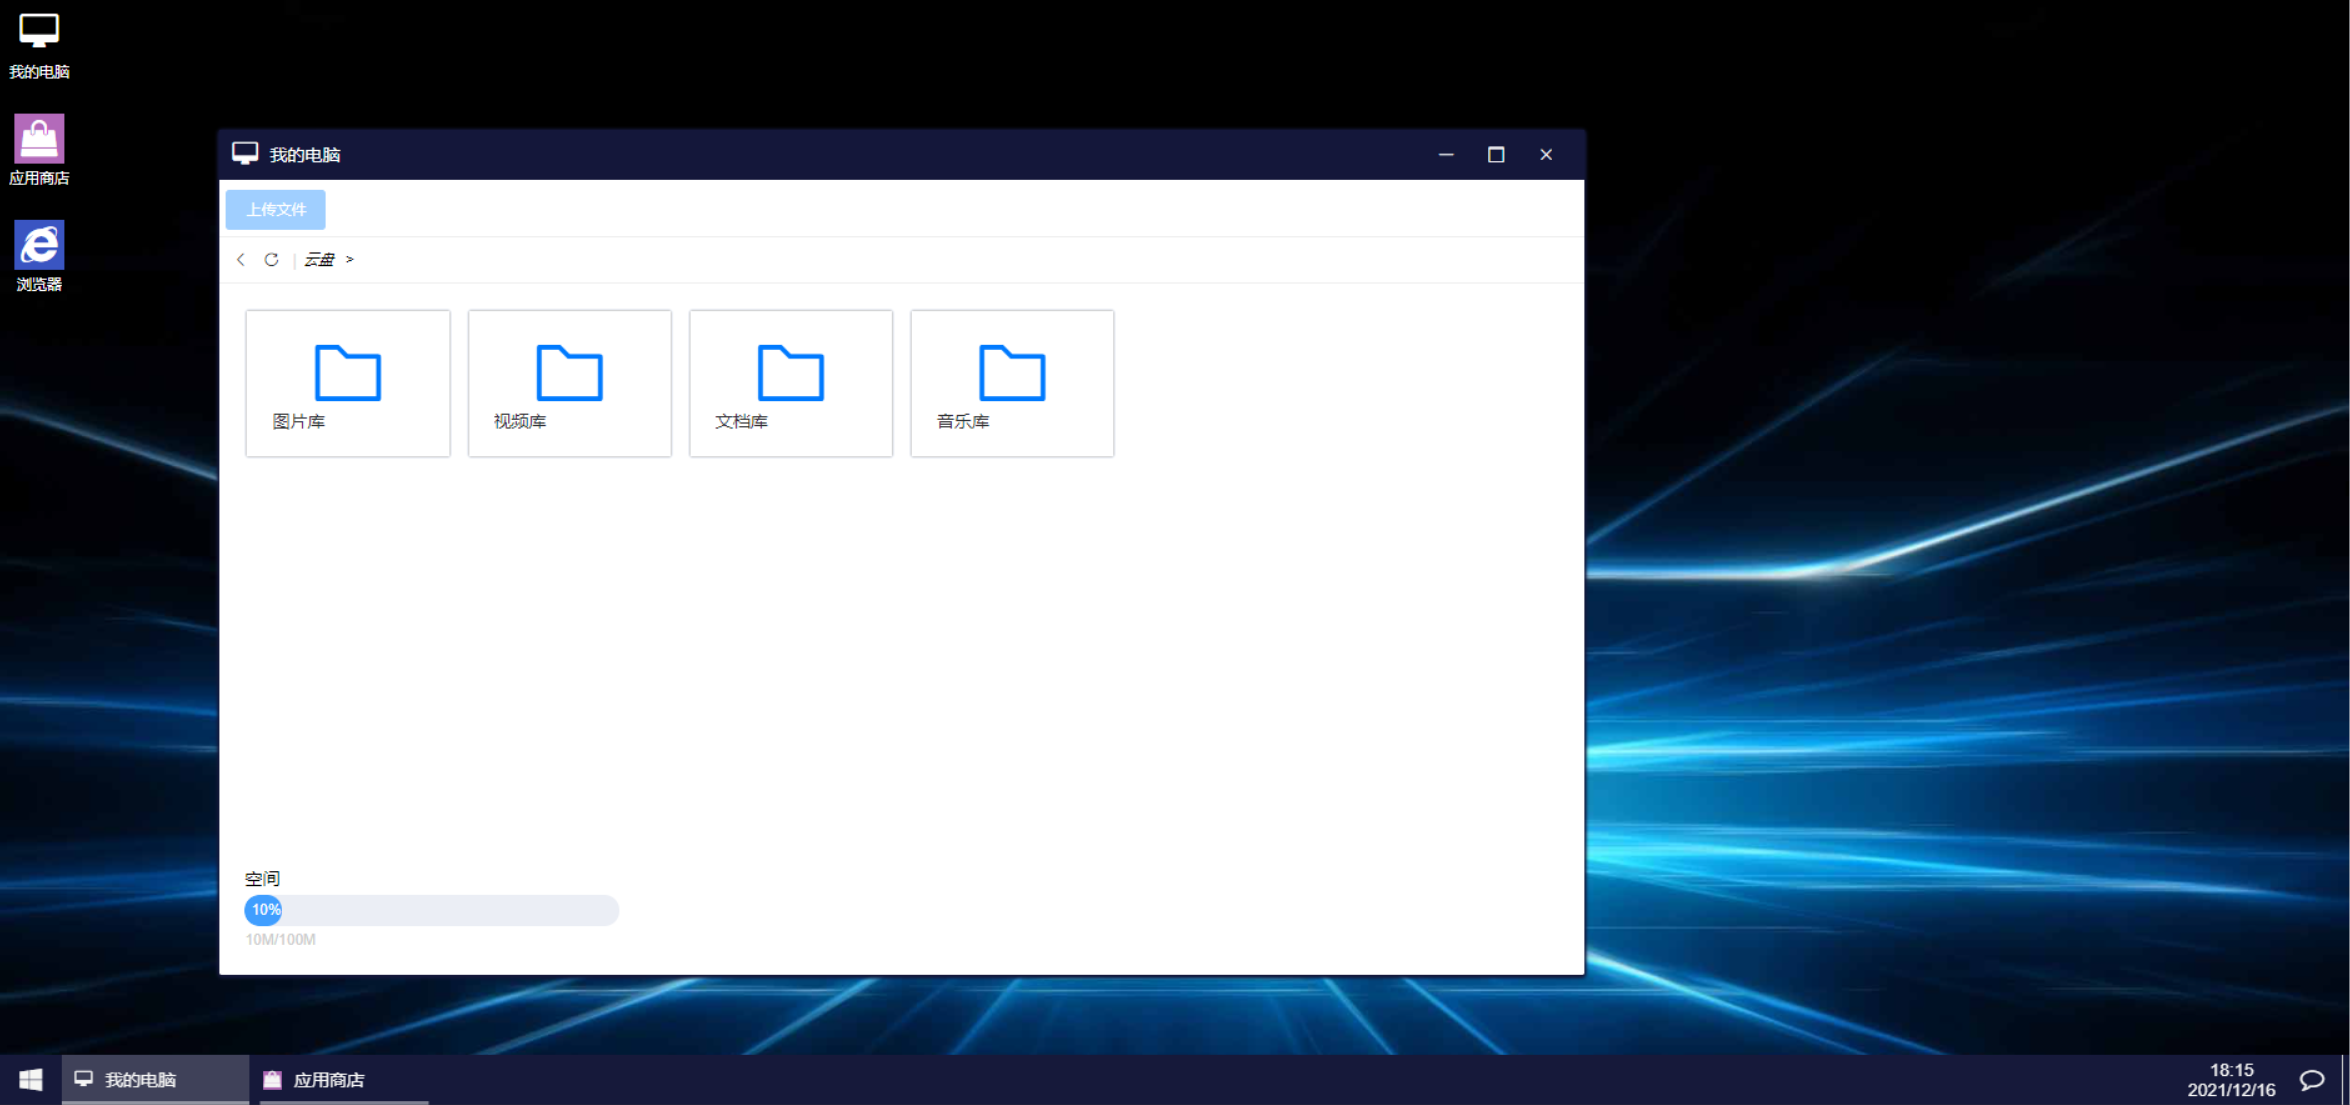 我的电脑
应用商店
浏览器
我的电脑
上传文件
云盘 >
图片库
视频库
文档库
音乐库
空间
10%
10M/100M
我的电脑
应用商店
18:15
2021/12/16